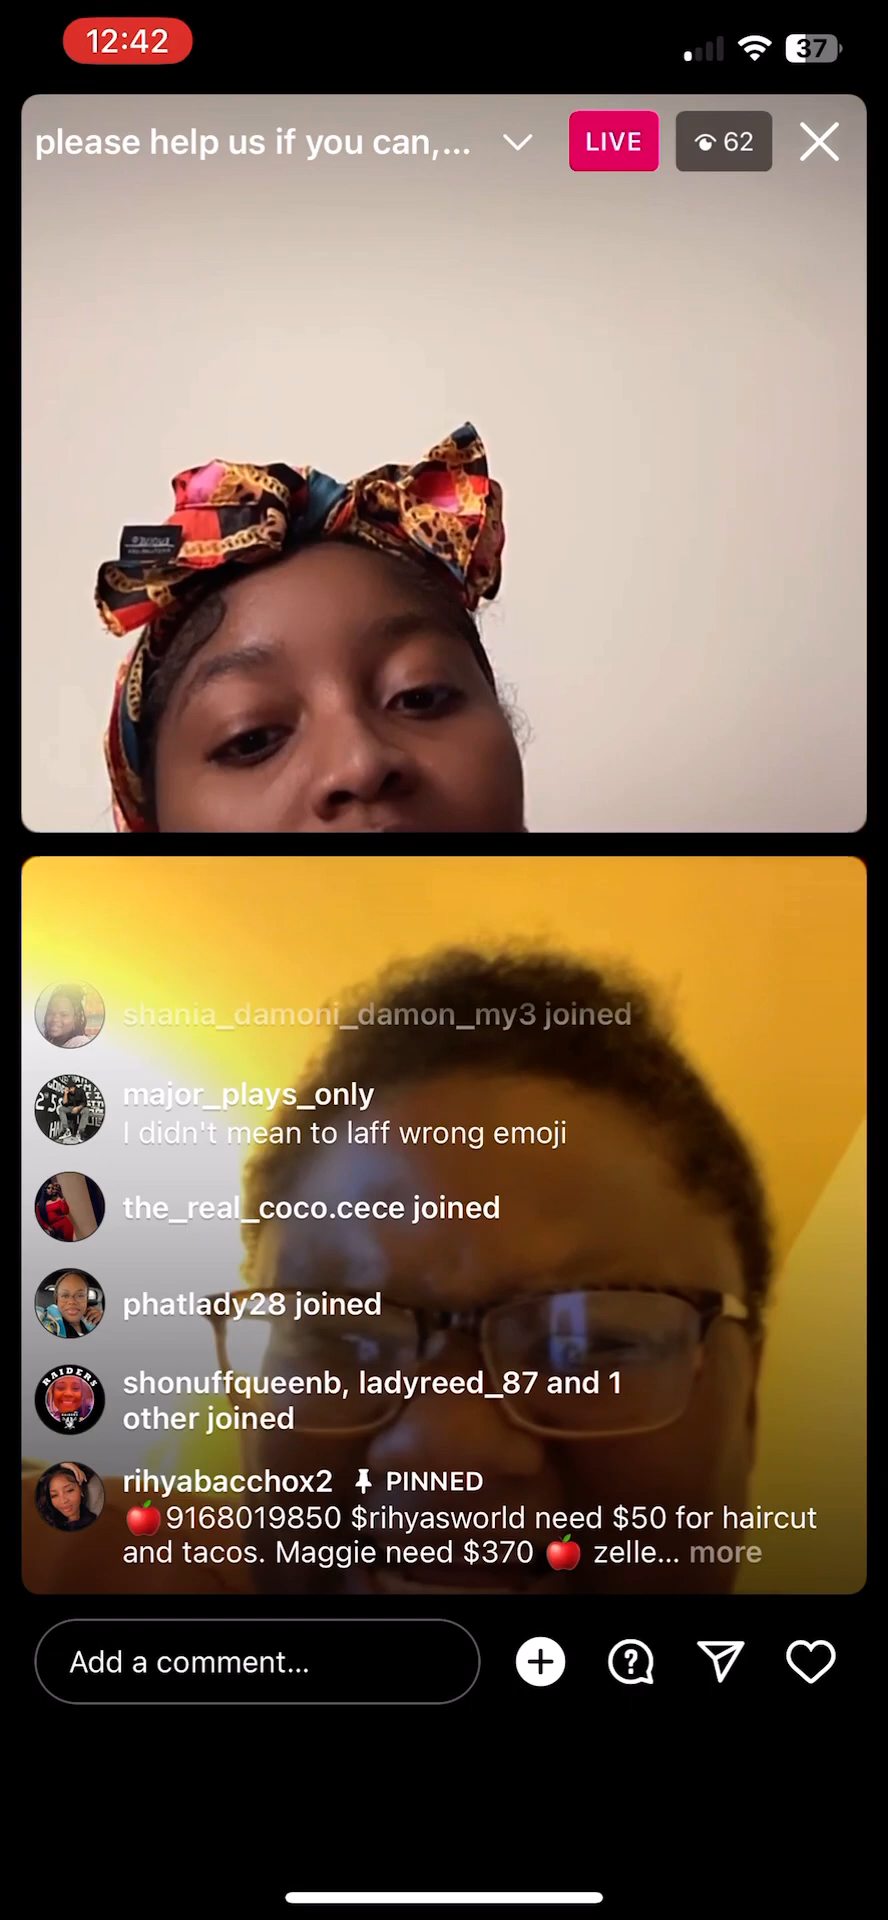 12:42
37
please help us if you can,...
LIVE
62
shania_damoni_damon_my3 joined
major_plays_only
I didn't mean to laff wrong emoji
the_real_coco.cece joined
phatlady28 joined
RAIDERS
shonuffqueenb, ladyreed_87 and 1
other joined
rihyabacchox2 PINNED
🍎9168019850 $rihyasworld need $50 for haircut
and tacos. Maggie need $370 🍎 zelle... more
Add a comment...